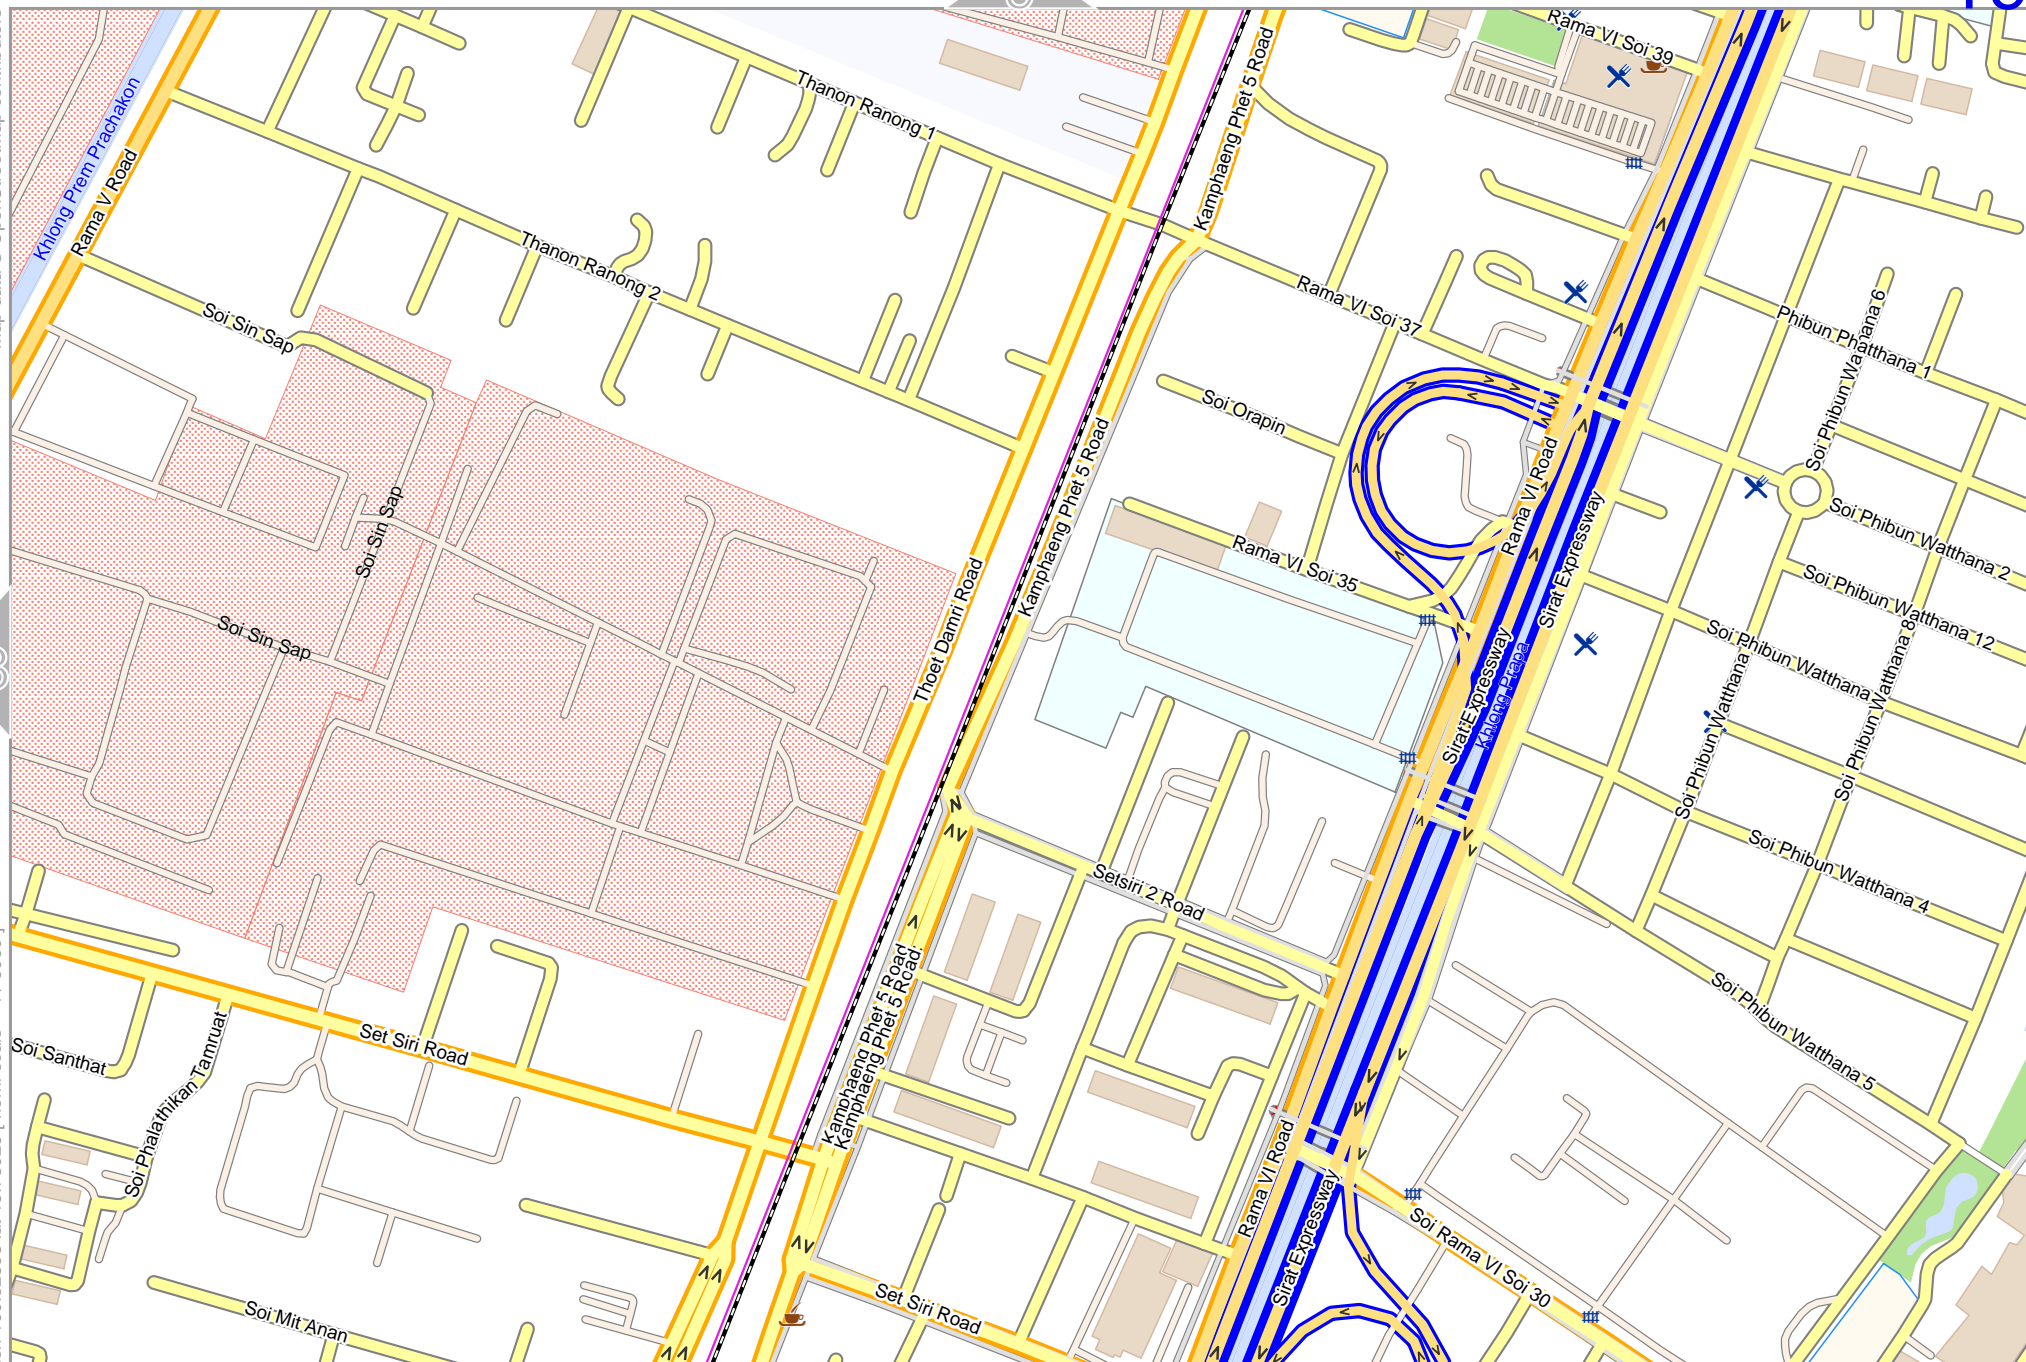 Rama VI Soi 39
Kamphaeng Phet 5 Road
Thanon Ranong 1
Khlong Prem Prachakon
Rama V Road
Thanon Ranong 2
Soi Sin Sap
Rama VI Soi 37
Phibun Phatthana 1
Soi Phibun Watthana 6
Soi Orapin
Kamphaeng Phet 5 Road
Rama VI Road
Soi Sin Sap
Sirat Expressway
Soi Phibun Watthana 2
Rama VI Soi 35
Soi Phibun Watthana 12
Thoet Damri Road
Soi Sin Sap
Soi Phibun Watthana
Soi Phibun Watthana
Soi Phibun Watthana 8
Sirat Expressway
Khlong Prapa
Setsiri 2 Road
Soi Phibun Watthana 4
Kamphaeng Phet 5 Road
Kamphaeng Phet 5 Road
Soi Phibun Watthana 5
Set Siri Road
Soi Santhat
Soi Phalathikan Tamruat
Rama VI Road
Sirat Expressway
Soi Rama VI Soi 30
Set Siri Road
Soi Mit Anan